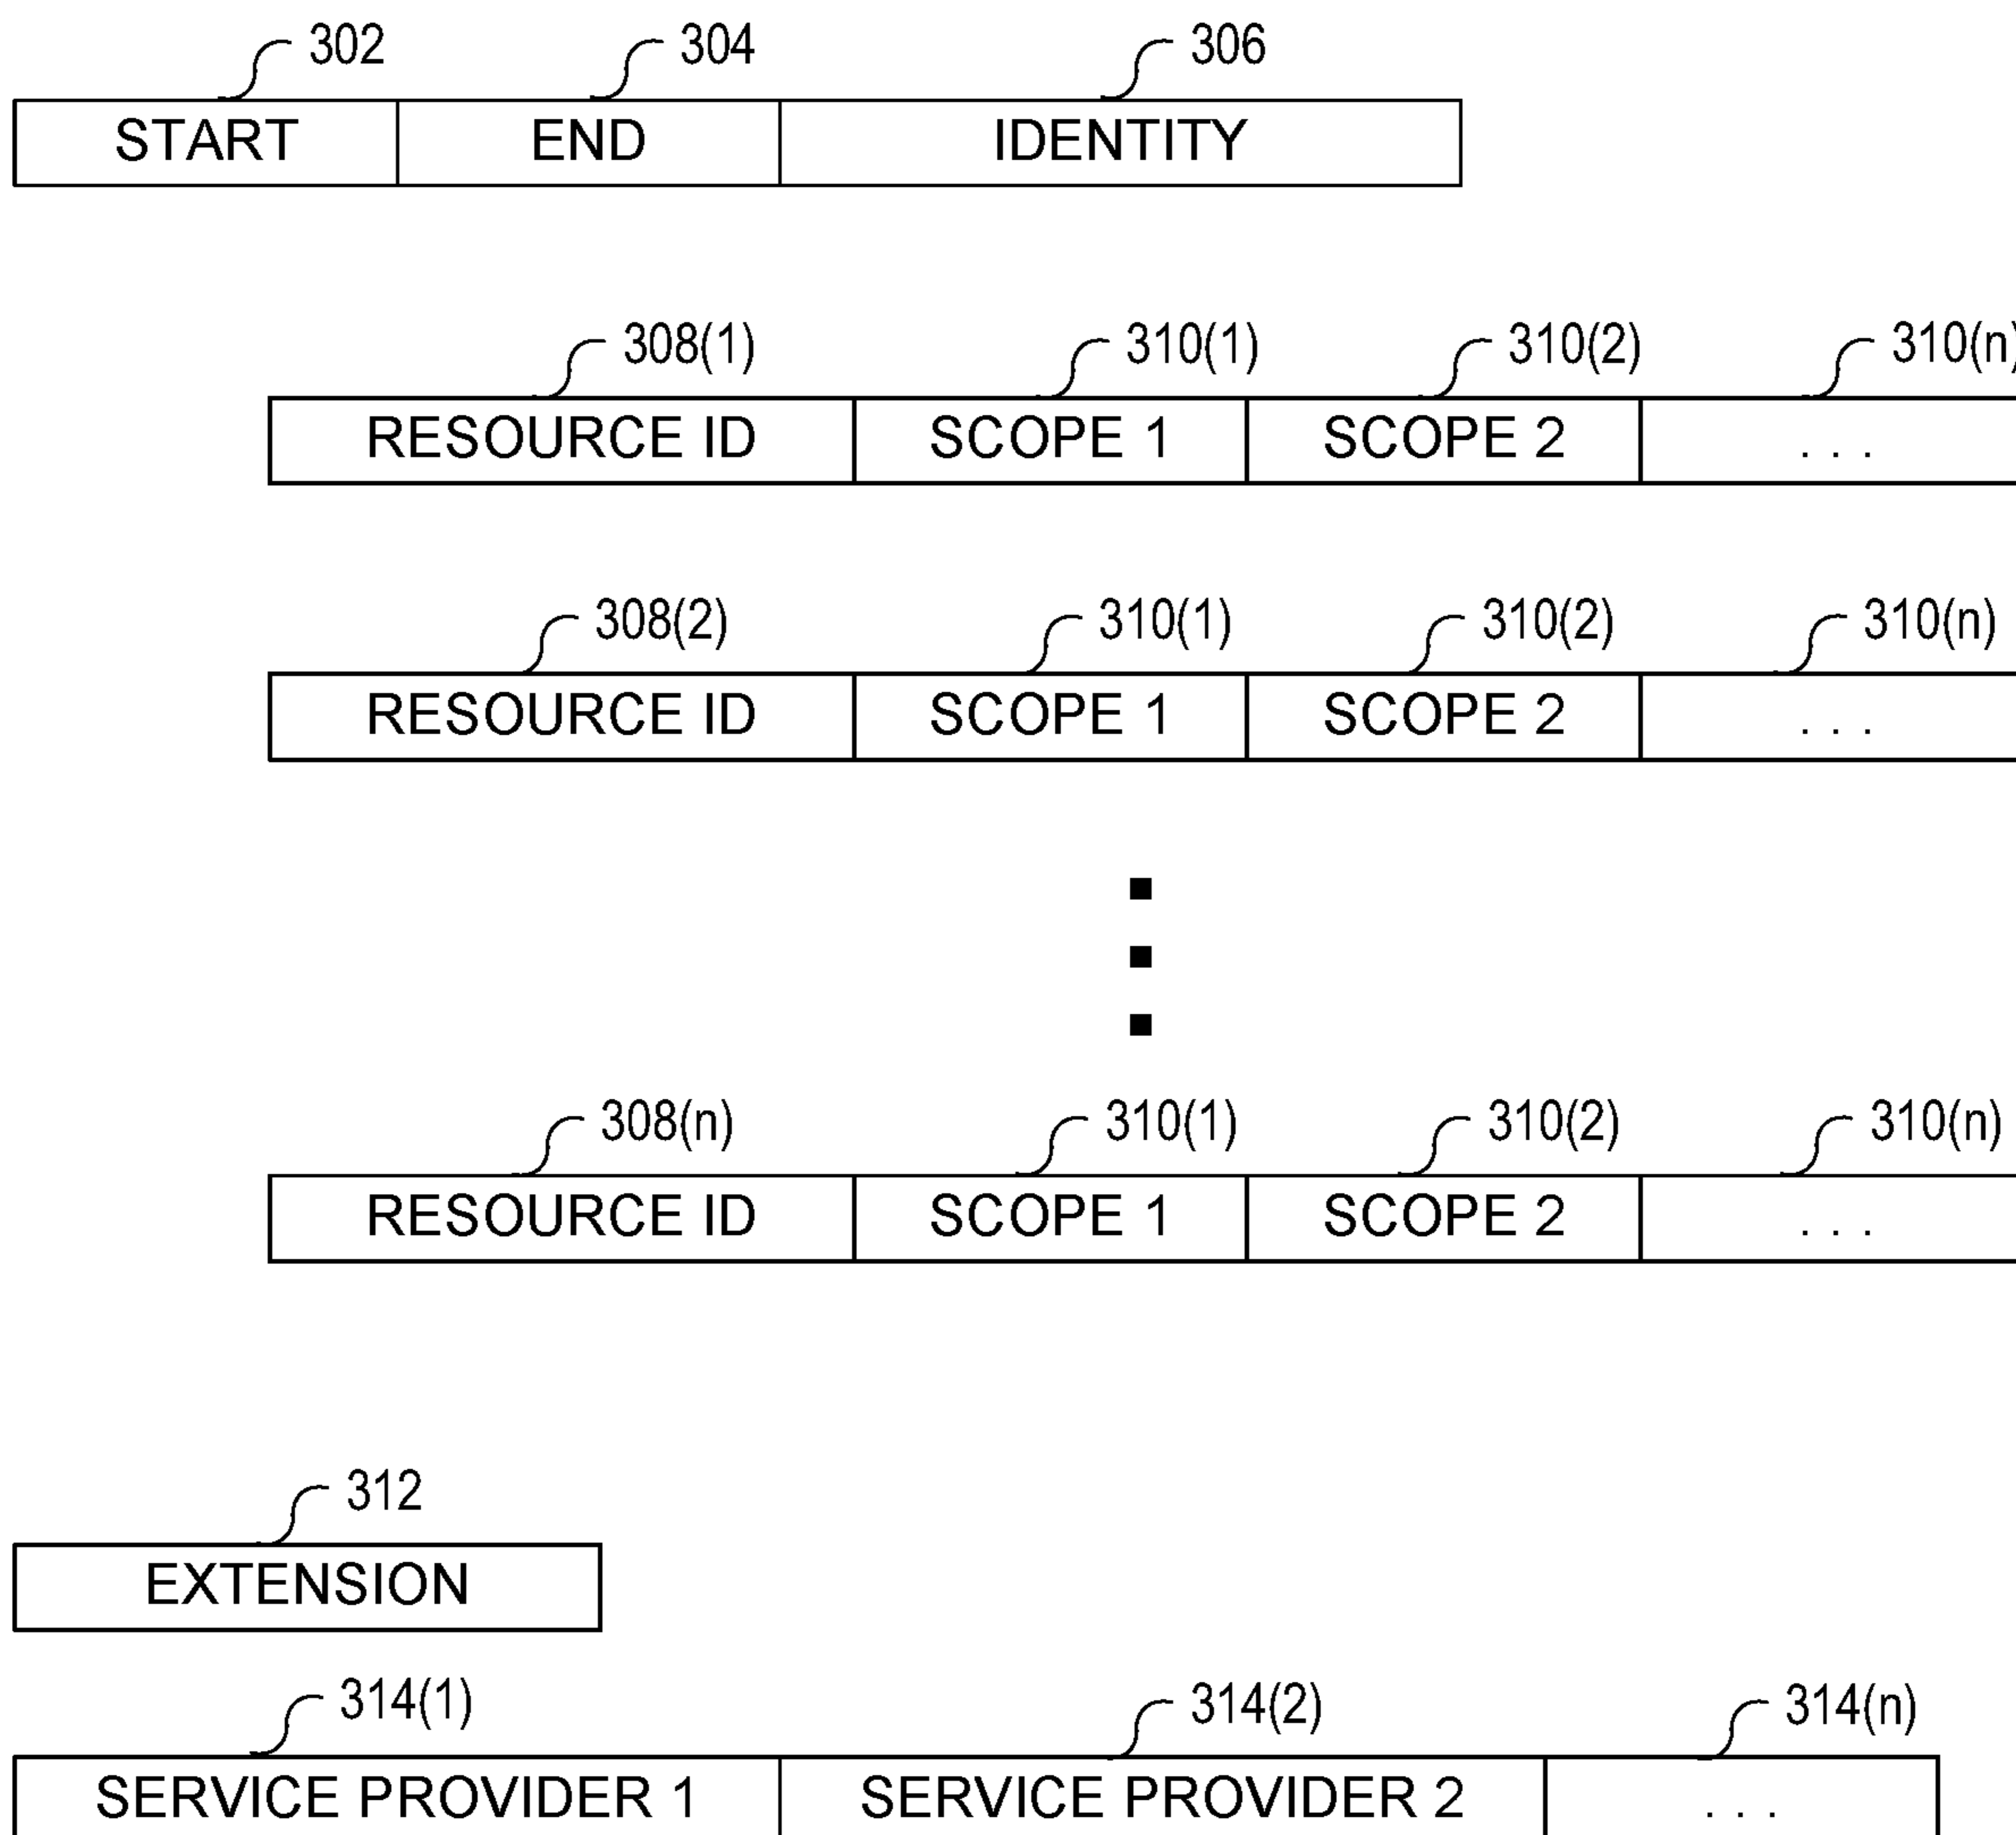 302 304 306
START END IDENTITY
308(1) 310(1) 310(2) 310(n)
RESOURCE ID SCOPE 1 SCOPE 2 . . .
308(2) 310(1) 310(2) 310(n)
RESOURCE ID SCOPE 1 SCOPE 2 . . .
308(n) 310(1) 310(2) 310(n)
RESOURCE ID SCOPE 1 SCOPE 2 . . .
312
EXTENSION
314(1) 314(2) 314(n)
SERVICE PROVIDER 1 SERVICE PROVIDER 2 . . .